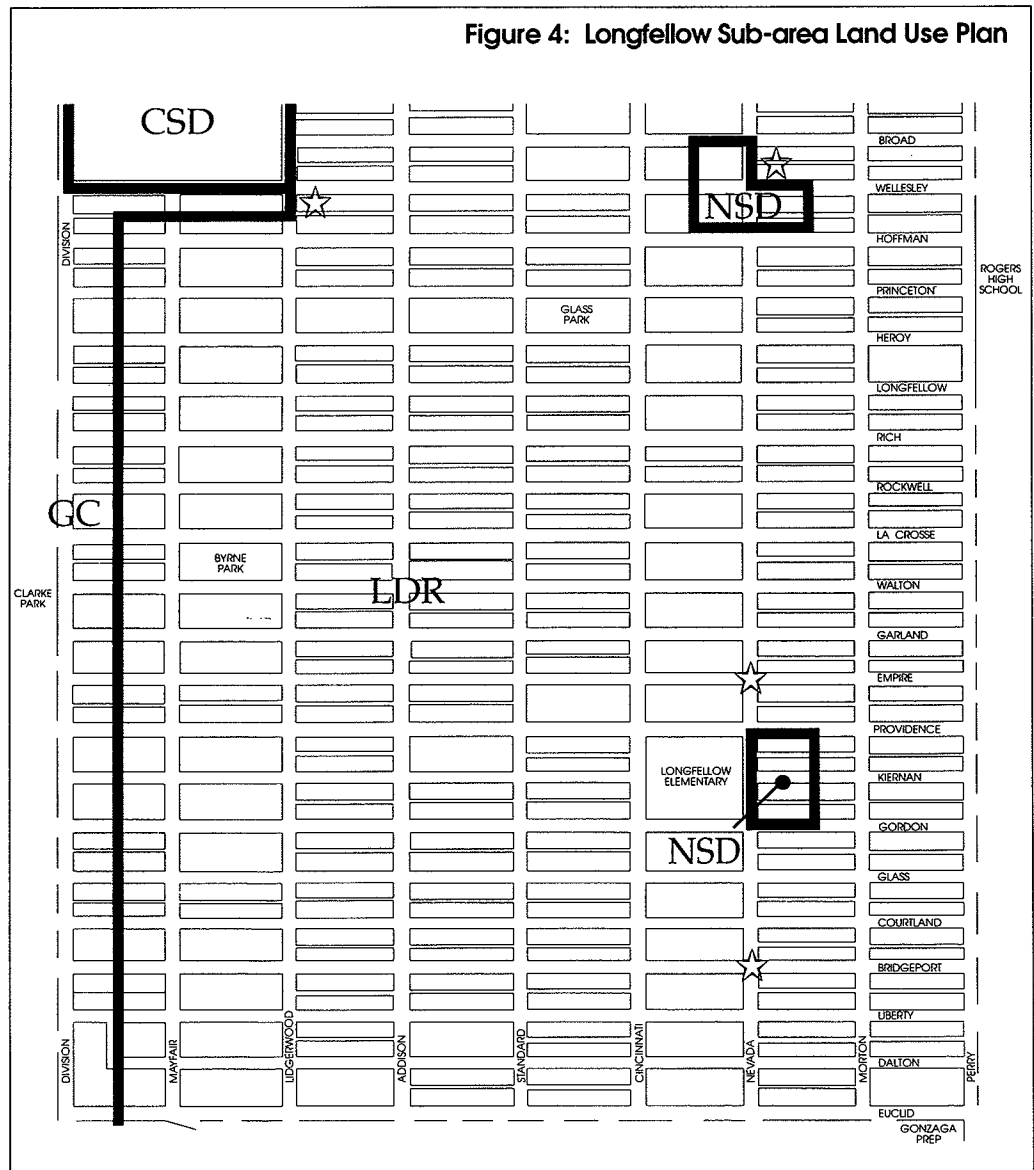 Figure 4: Longfellow Sub-area Land Use Plan
CSD
BROAD
WELLESLEY
NSD
DIVISION
HOFFMAN
ROGERS
HIGH
SCHOOL
PRINCETON
GLASS
PARK
HEROY
LONGFELLOW
RICH
ROCKWELL
GC
LA CROSSE
BYRNE
PARK
CLARKE
PARK
LDR
WALTON
GARLAND
EMPIRE
PROVIDENCE
LONGFELLOW
ELEMENTARY
KIERNAN
GORDON
NSD
GLASS
COURTLAND
BRIDGEPORT
LIBERTY
DIVISION
MAYFAIR
LIDGERWOOD
ADDISON
STANDARD
CINCINNATI
NEVADA
MORTON
PERRY
DALTON
EUCLID
GONZAGA
PREP